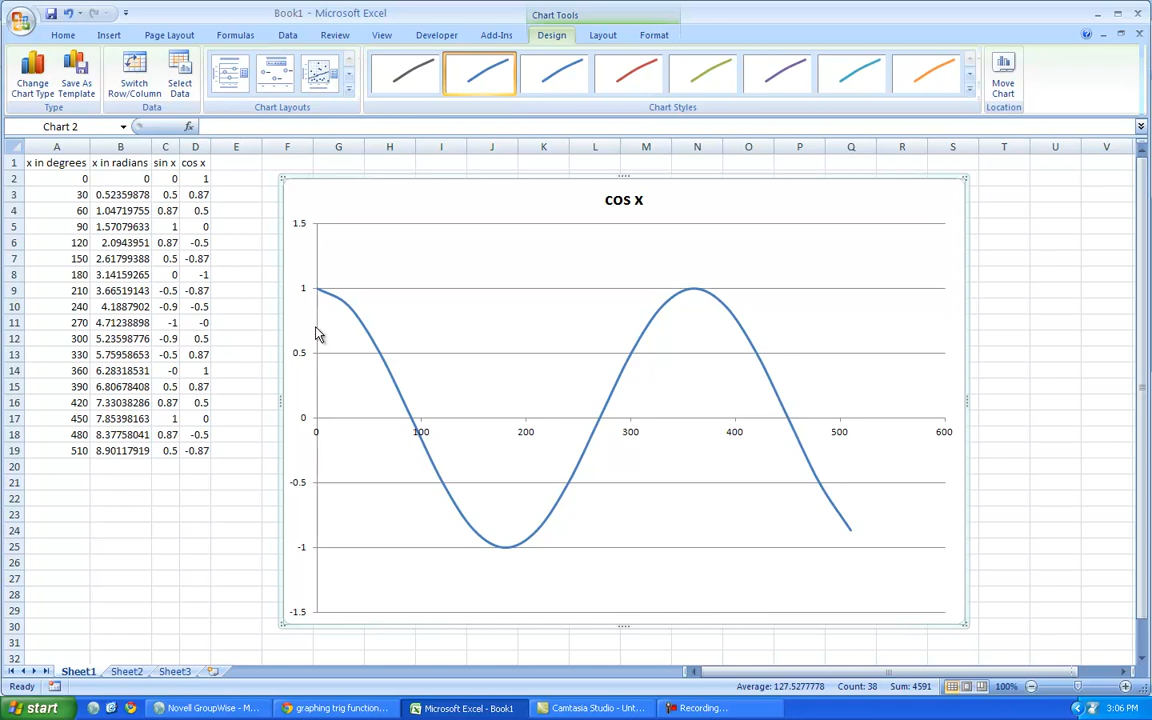 Book1 - Microsoft Excel
Chart Tools
Home Insert Page Layout Formulas Data Review View Developer Add-Ins Design Layout Format
Change Chart Type
Save As Template
Switch Row/Column
Select Data
Move Chart
Type Data Chart Layouts Chart Styles Location
Chart 2 fx
A B C D E F G H I J K L M N O P Q R S T U V
1 x in degrees x in radians sin x cos x
2 0 0 0 1
3 30 0.52359878 0.5 0.87
4 60 1.04719755 0.87 0.5
5 90 1.57079633 1 0
6 120 2.0943951 0.87 -0.5
7 150 2.61799388 0.5 -0.87
8 180 3.14159265 0 -1
9 210 3.66519143 -0.5 -0.87
10 240 4.1887902 -0.9 -0.5
11 270 4.71238898 -1 -0
12 300 5.23598776 -0.9 0.5
13 330 5.75958653 -0.5 0.87
14 360 6.28318531 -0 1
15 390 6.80678408 0.5 0.87
16 420 7.33038286 0.87 0.5
17 450 7.85398163 1 0
18 480 8.37758041 0.87 -0.5
19 510 8.90117919 0.5 -0.87
20
21
22
23
24
25
26
27
28
29
30
31
32
cos x
1.5
1
0.5
0
-0.5
-1
-1.5
0 100 200 300 400 500 600
Sheet1 Sheet2 Sheet3
Ready Average: 127.5277778 Count: 38 Sum: 4591 100%
start Novell GroupWise - M... graphing trig function... Microsoft Excel - Book1 Camtasia Studio - Unt... Recording... 3:06 PM